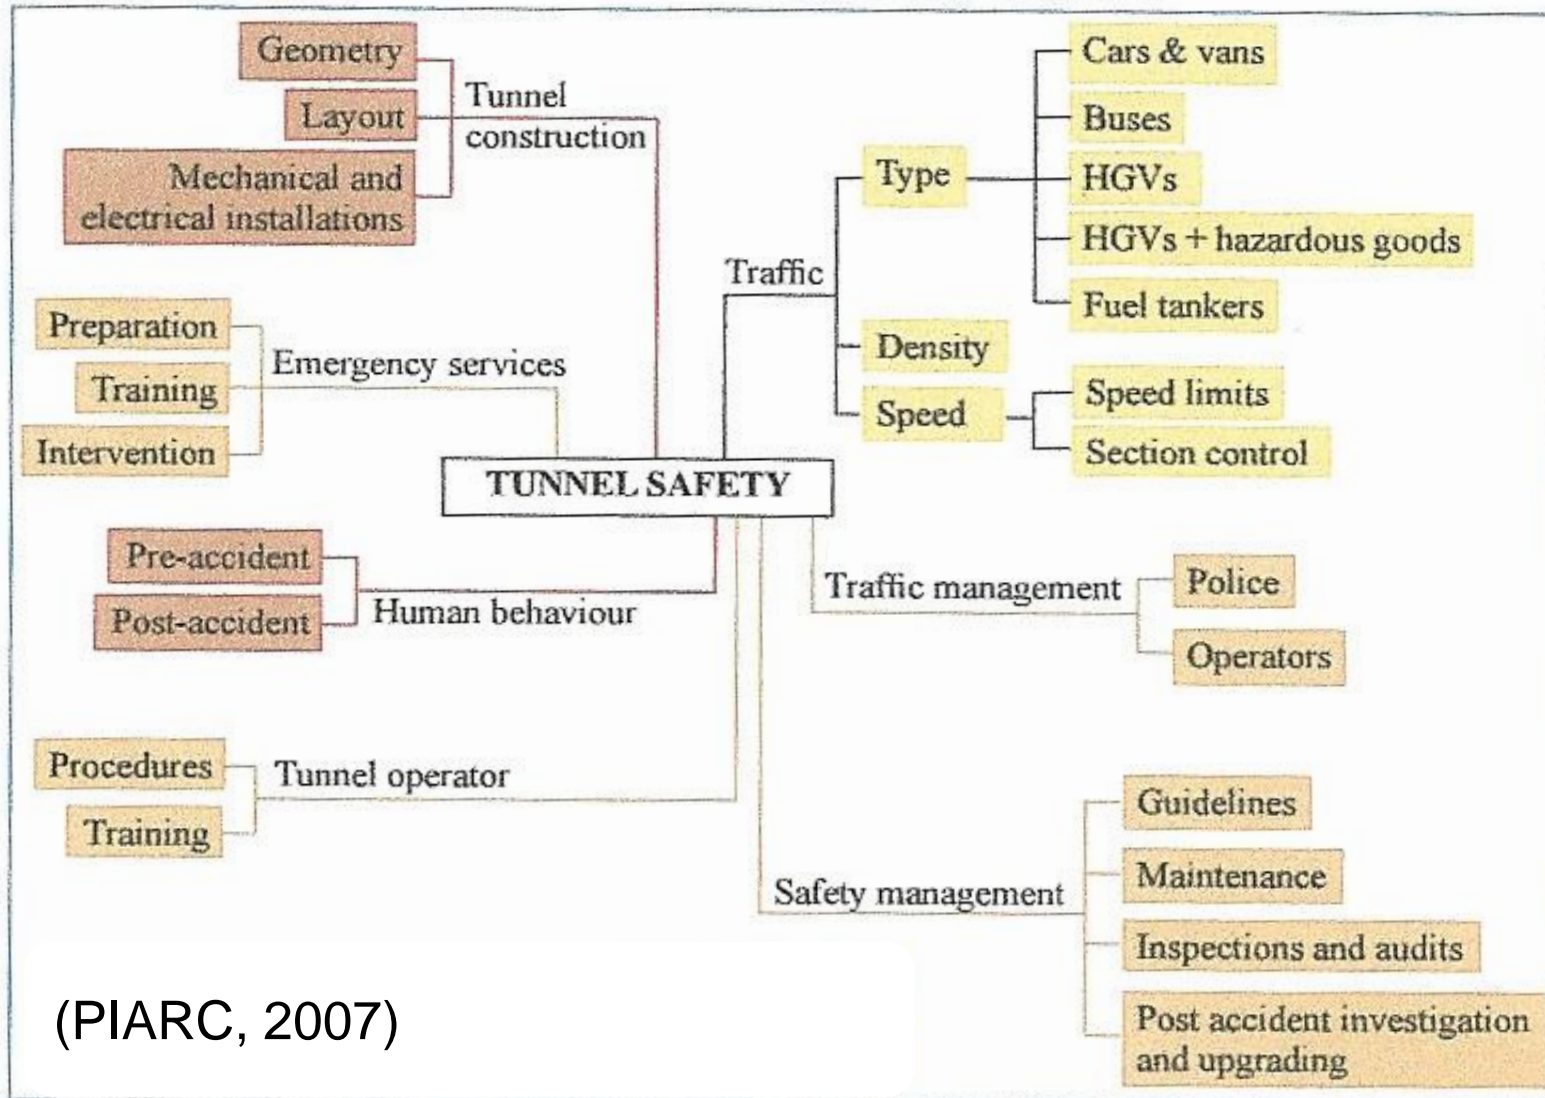 Geometry
Layout
Mechanical and
electrical installations
Tunnel
construction
Preparation
Training
Intervention
Emergency services
Traffic
Type
Cars & vans
Buses
HGVs
HGVs + hazardous goods
Fuel tankers
Density
Speed
Speed limits
Section control
TUNNEL SAFETY
Pre-accident
Post-accident
Human behaviour
Traffic management
Police
Operators
Procedures
Training
Tunnel operator
Safety management
Guidelines
Maintenance
Inspections and audits
Post accident investigation
and upgrading
(PIARC, 2007)